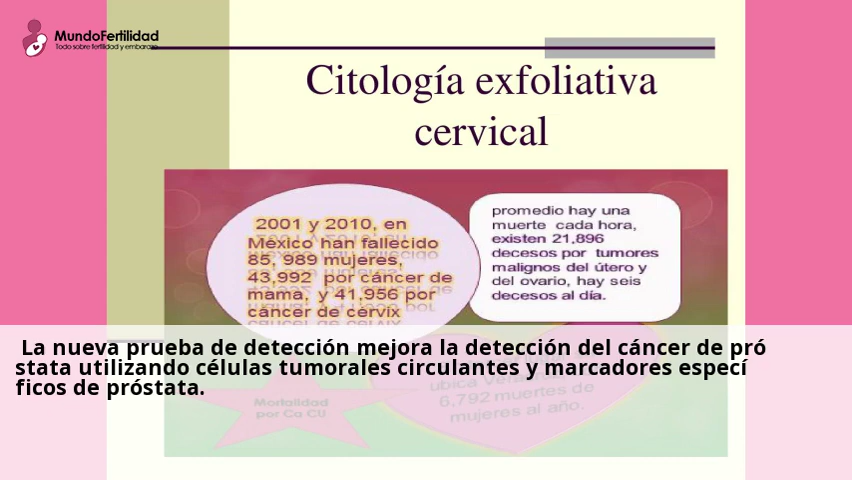 MundoFertilidad
Todo sobre fertilidad y embarazo
Citología exfoliativa
cervical
2001 y 2010, en
México han fallecido
85, 989 mujeres,
43,992 por cáncer de
mama, y 41,956 por
cáncer de cérvix
promedio hay una
muerte cada hora,
existen 21,896
decesos por tumores
malignos del útero y
del ovario, hay seis
decesos al día.
La nueva prueba de detección mejora la detección del cáncer de pró
stata utilizando células tumorales circulantes y marcadores especí
ficos de próstata.
ubica
6,792 muertes de
mujeres al año.
Mortalidad
por Ca CU